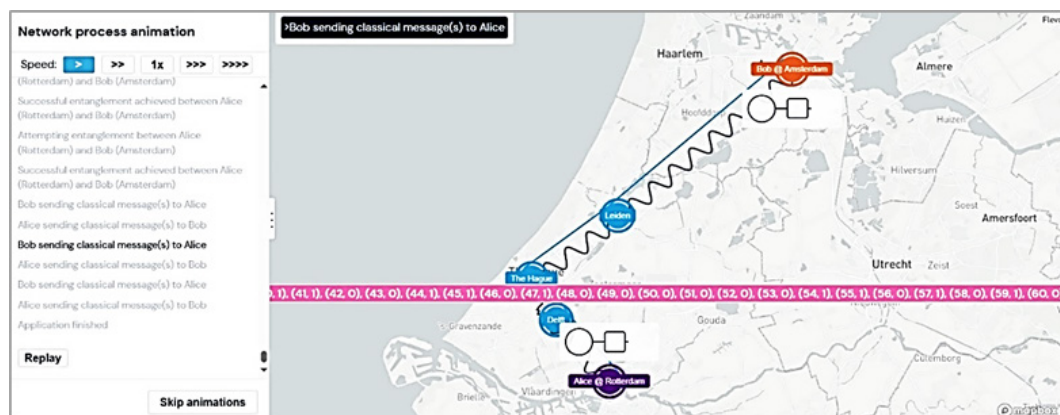 Network process animation
Speed: > >> 1x >>> >>>>
(Rotterdam) and Bob (Amsterdam)
Successful entanglement achieved between Alice
(Rotterdam) and Bob (Amsterdam)
Attempting entanglement between Alice
(Rotterdam) and Bob (Amsterdam)
Successful entanglement achieved between Alice
(Rotterdam) and Bob (Amsterdam)
Bob sending classical message(s) to Alice
Alice sending classical message(s) to Bob
Bob sending classical message(s) to Alice
Alice sending classical message(s) to Bob
Bob sending classical message(s) to Alice
Alice sending classical message(s) to Bob
Application finished
Replay
Skip animations
>Bob sending classical message(s) to Alice
Zaandam
Haarlem
Bob @ Amsterdam
Almere
Hoofddorp
Huizen
Hilversum
Leiden
Soest
Amersfoort
The Hague
Utrecht
Zeist
, 1), (41, 1), (42, 0), (43, 0), (44, 1), (45, 1), (46, 0), (47, 1), (48, 0), (49, 0), (50, 0), (51, 0), (52, 0), (53, 0), (54, 1), (55, 1), (56, 0), (57, 1), (58, 0), (59, 1), (60, 0
Delft
's Gravenzande
Gouda
Culemborg
Alice @ Rotterdam
Vlaardingen
Brielle